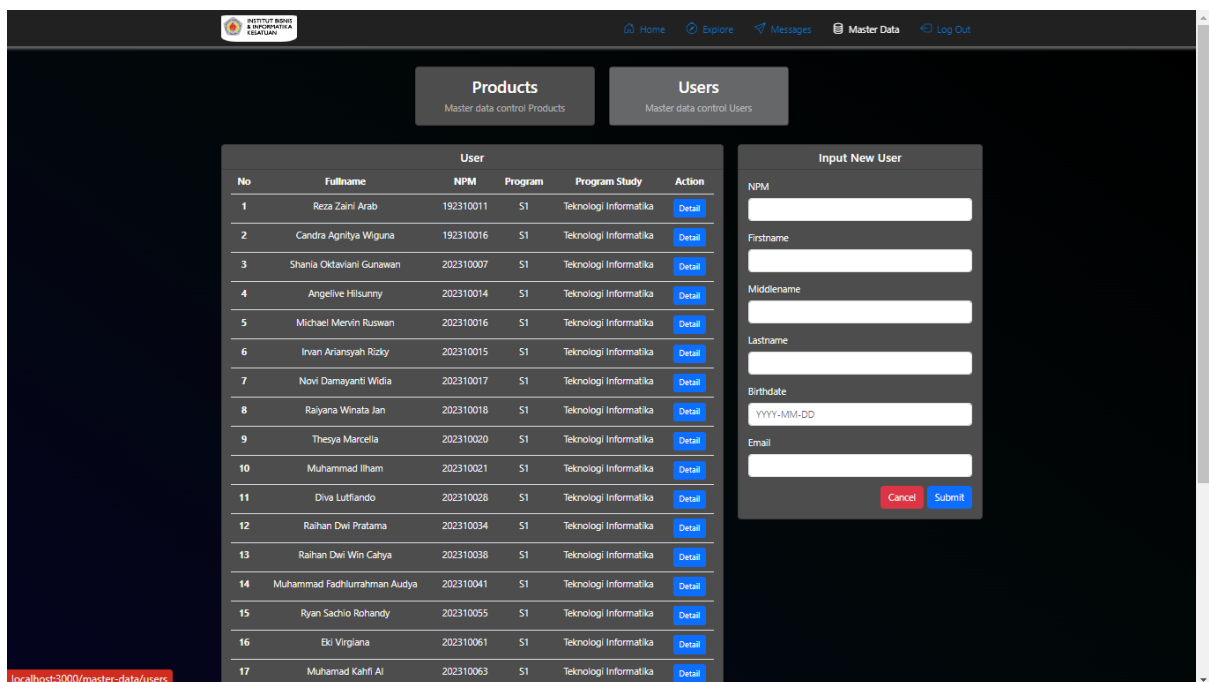 INSTITUT BISNIS
& INFORMATIKA
KESATUAN
Home Explore Messages Master Data Log Out
Products
Master data control Products
Users
Master data control Users
User
No Fullname NPM Program Program Study Action
1 Reza Zaini Arab 192310011 S1 Teknologi Informatika Detail
2 Candra Agnitya Wiguna 192310016 S1 Teknologi Informatika Detail
3 Shania Oktaviani Gunawan 202310007 S1 Teknologi Informatika Detail
4 Angelive Hilsunny 202310014 S1 Teknologi Informatika Detail
5 Michael Mervin Ruswan 202310016 S1 Teknologi Informatika Detail
6 Irvan Ariansyah Rizky 202310015 S1 Teknologi Informatika Detail
7 Novi Damayanti Widia 202310017 S1 Teknologi Informatika Detail
8 Raiyana Winata Jan 202310018 S1 Teknologi Informatika Detail
9 Thesya Marcella 202310020 S1 Teknologi Informatika Detail
10 Muhammad Ilham 202310021 S1 Teknologi Informatika Detail
11 Diva Lutfiando 202310028 S1 Teknologi Informatika Detail
12 Raihan Dwi Pratama 202310034 S1 Teknologi Informatika Detail
13 Raihan Dwi Win Cahya 202310038 S1 Teknologi Informatika Detail
14 Muhammad Fadhlurrahman Audya 202310041 S1 Teknologi Informatika Detail
15 Ryan Sachio Rohandy 202310055 S1 Teknologi Informatika Detail
16 Eki Virgiana 202310061 S1 Teknologi Informatika Detail
17 Muhamad Kahfi Al 202310063 S1 Teknologi Informatika Detail
Input New User
NPM
Firstname
Middlename
Lastname
Birthdate
YYYY-MM-DD
Email
Cancel Submit
localhost:3000/master-data/users